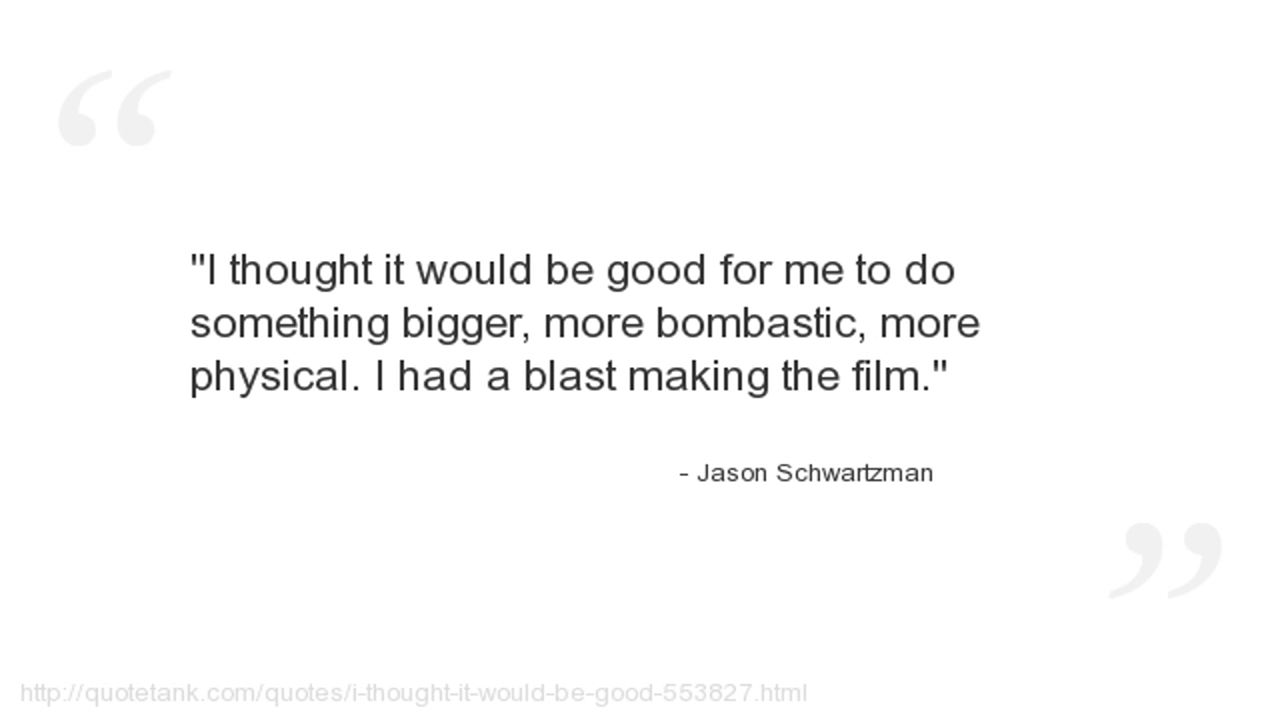 “
"I thought it would be good for me to do
something bigger, more bombastic, more
physical. I had a blast making the film."
- Jason Schwartzman
”
http://quotetank.com/quotes/i-thought-it-would-be-good-553827.html